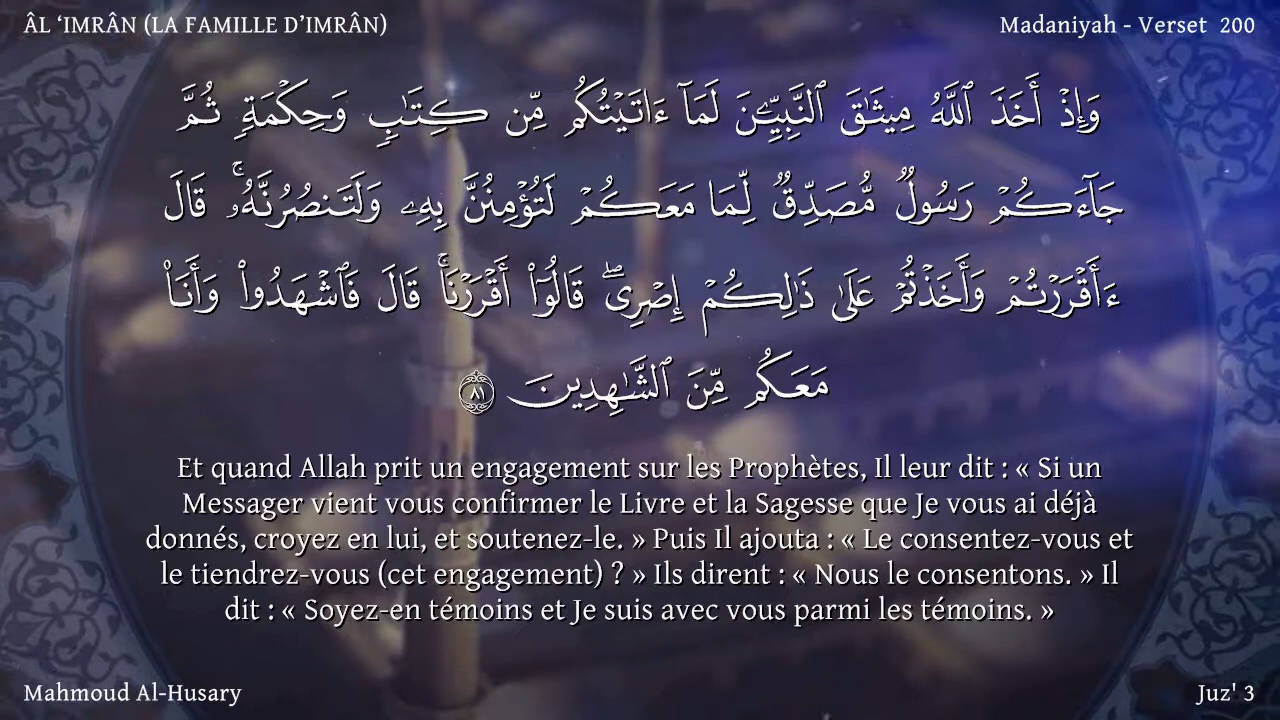 ÂL ‘IMRÂN (LA FAMILLE D’IMRÂN)
Madaniyah - Verset 200
وَإِذْ أَخَذَ ٱللَّهُ مِيثَٰقَ ٱلنَّبِيِّۦنَ لَمَآ ءَاتَيْتُكُم مِّن كِتَٰبٍ وَحِكْمَةٍ ثُمَّ
جَآءَكُمْ رَسُولٌ مُّصَدِّقٌ لِّمَا مَعَكُمْ لَتُؤْمِنُنَّ بِهِۦ وَلَتَنصُرُنَّهُۥ ۚ قَالَ
ءَأَقْرَرْتُمْ وَأَخَذْتُمْ عَلَىٰ ذَٰلِكُمْ إِصْرِى ۖ قَالُوٓا۟ أَقْرَرْنَا ۚ قَالَ فَٱشْهَدُوا۟ وَأَنَا۠
مَعَكُم مِّنَ ٱلشَّٰهِدِينَ ٨١
Et quand Allah prit un engagement sur les Prophètes, Il leur dit : « Si un
Messager vient vous confirmer le Livre et la Sagesse que Je vous ai déjà
donnés, croyez en lui, et soutenez-le. » Puis Il ajouta : « Le consentez-vous et
le tiendrez-vous (cet engagement) ? » Ils dirent : « Nous le consentons. » Il
dit : « Soyez-en témoins et Je suis avec vous parmi les témoins. »
Mahmoud Al-Husary
Juz' 3